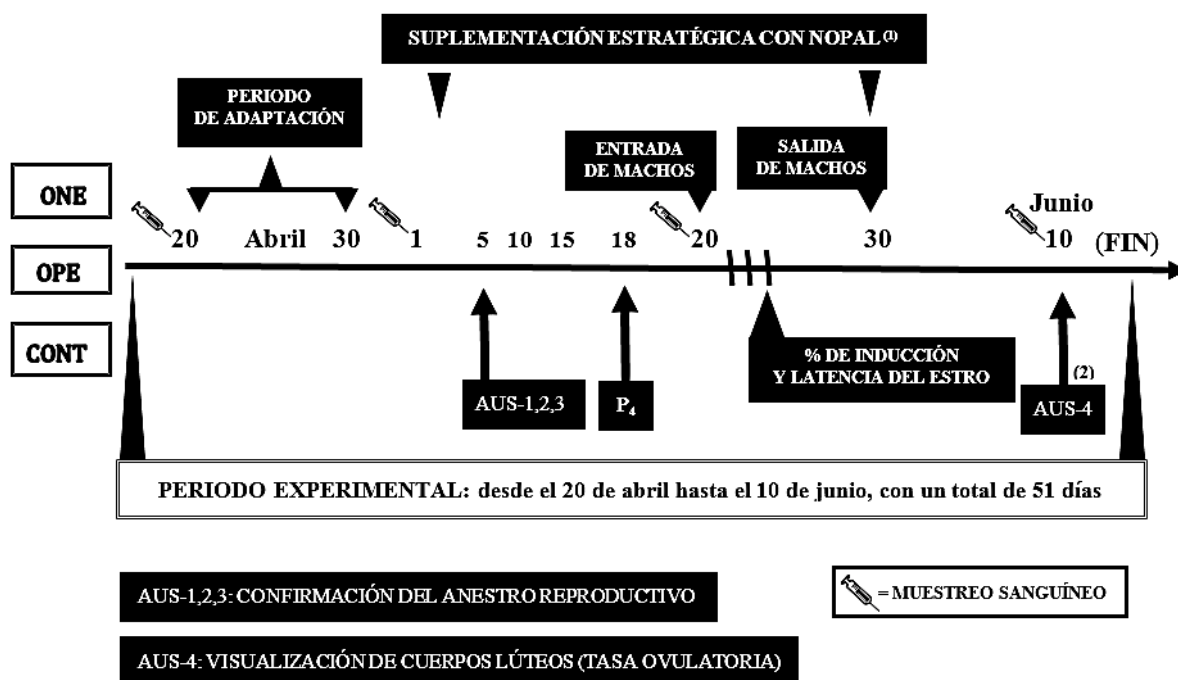 SUPLEMENTACIÓN ESTRATÉGICA CON NOPAL (1)
PERIODO
DE ADAPTACIÓN
ENTRADA
DE MACHOS
SALIDA
DE MACHOS
ONE
OPE
CONT
20 Abril 30 1 5 10 15 18 20 30 Junio 10 (FIN)
AUS-1,2,3
P4
% DE INDUCCIÓN
Y LATENCIA DEL ESTRO
(2)
AUS-4
PERIODO EXPERIMENTAL: desde el 20 de abril hasta el 10 de junio, con un total de 51 días
AUS-1,2,3: CONFIRMACIÓN DEL ANESTRO REPRODUCTIVO
= MUESTREO SANGUÍNEO
AUS-4: VISUALIZACIÓN DE CUERPOS LÚTEOS (TASA OVULATORIA)